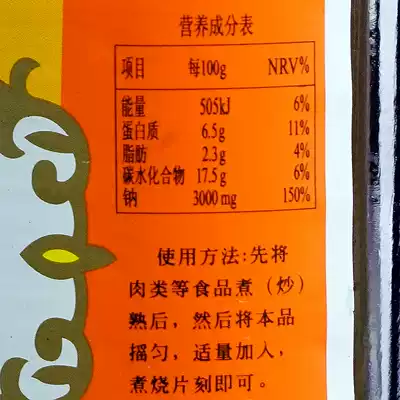 营养成分表
项目 每100g NRV%
能量 505kJ 6%
蛋白质 6.5g 11%
脂肪 2.3g 4%
碳水化合物 17.5g 6%
钠 3000mg 150%
使用方法:先将
肉类等食品煮（炒）
熟后，然后将本品
摇匀，适量加入，
煮烧片刻即可。